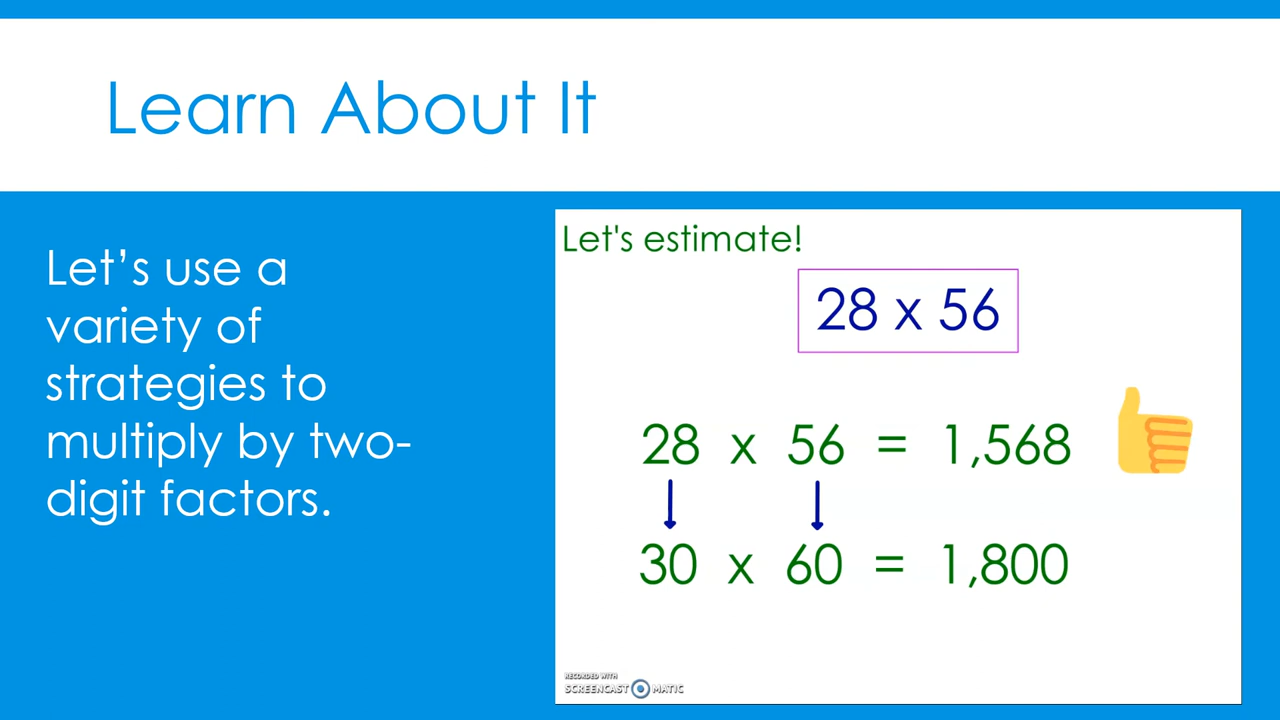 Learn About It
Let’s use a
variety of
strategies to
multiply by two-
digit factors.
Let's estimate!
28 x 56
28 x 56 = 1,568
30 x 60 = 1,800
RECORDED WITH
SCREENCAST MATIC